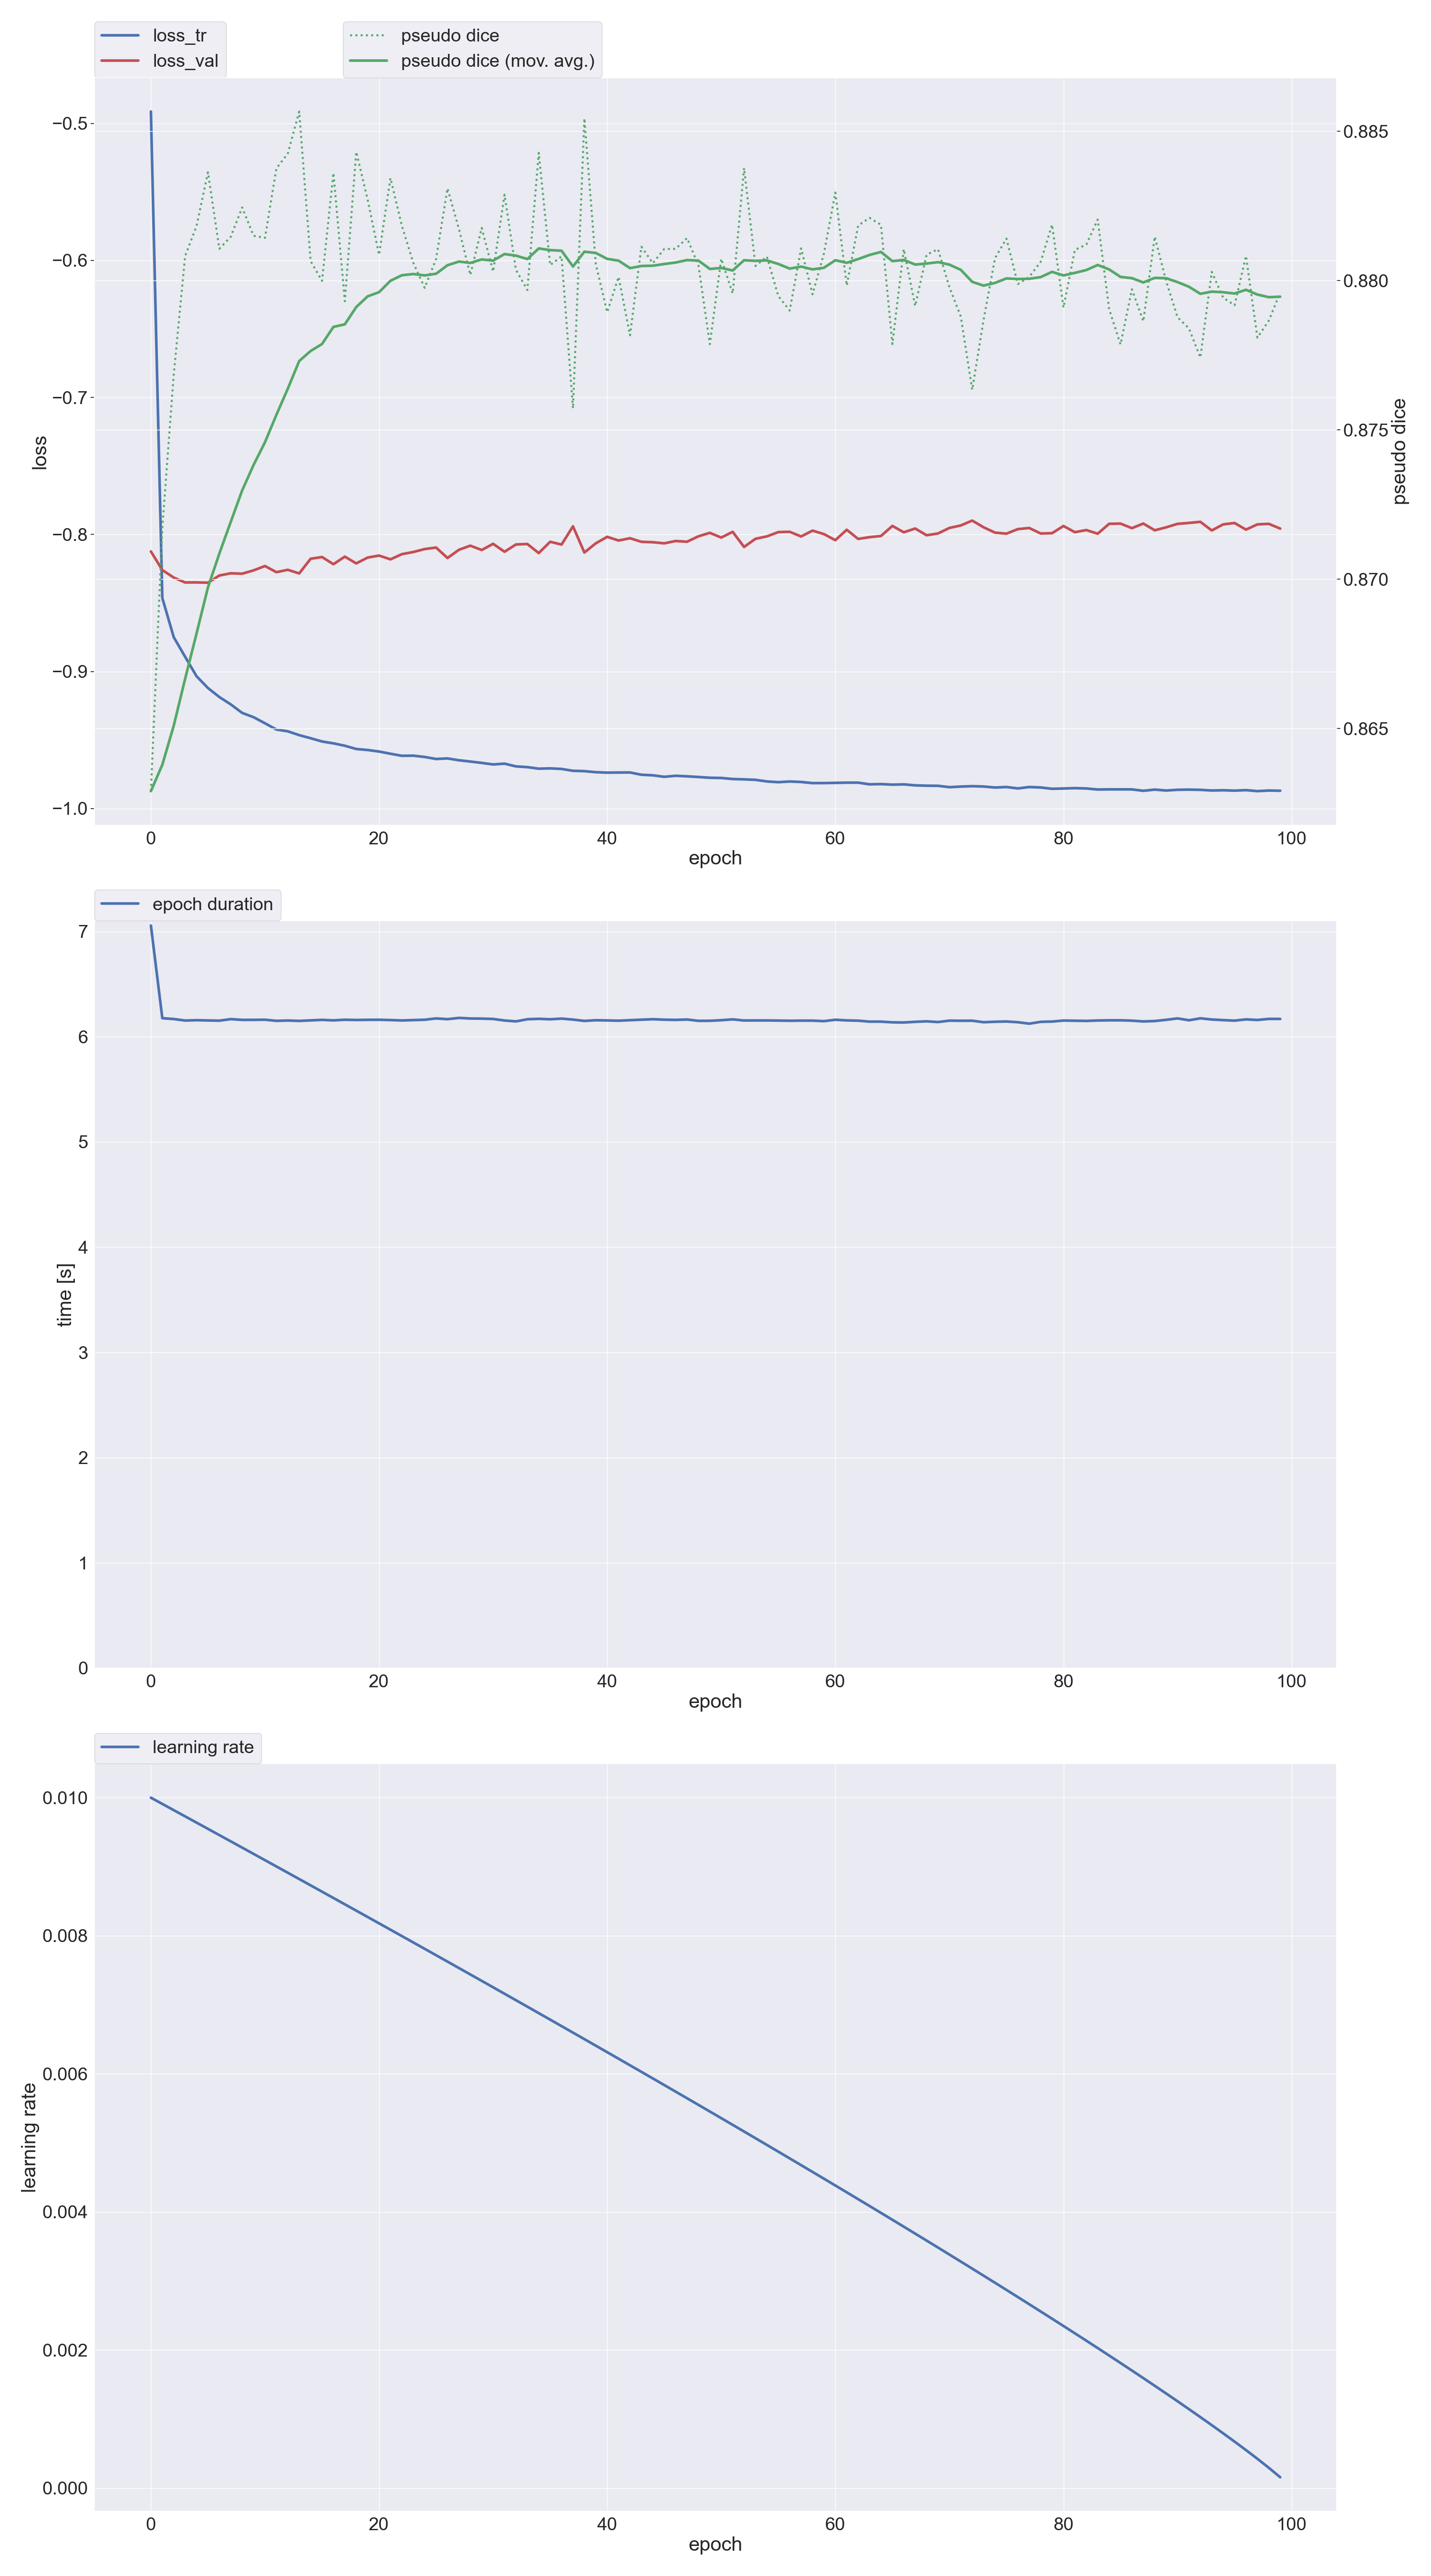 loss_tr
loss_val
pseudo dice
pseudo dice (mov. avg.)
−0.5
−0.6
−0.7
−0.8
−0.9
−1.0
loss
0.885
0.880
0.875
0.870
0.865
pseudo dice
0 20 40 60 80 100
epoch
epoch duration
7
6
5
4
3
2
1
0
time [s]
0 20 40 60 80 100
epoch
learning rate
0.010
0.008
0.006
0.004
0.002
0.000
learning rate
0 20 40 60 80 100
epoch